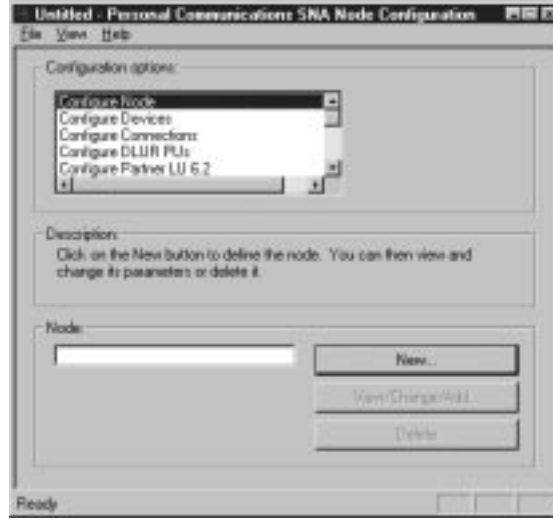 Untitled - Personal Communications SNA Node Configuration
File View Help
Configuration options:
Configure Node
Configure Devices
Configure Connections
Configure DLUR PUs
Configure Partner LU 6.2
Description:
Click on the New button to define the node. You can then view and
change its parameters or delete it.
Node:
New...
View/Change/Add...
Delete
Ready